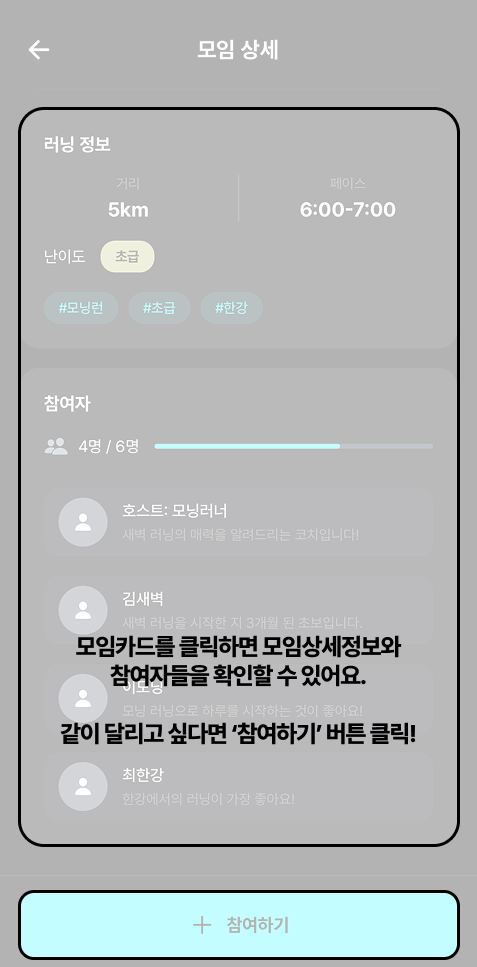 모임 상세
러닝 정보
거리 페이스
5km 6:00-7:00
난이도 초급
#모닝런 #초급 #한강
참여자
4명 / 6명
호스트: 모닝러너
새벽 러닝의 매력을 알려드리는 코치입니다!
김새벽
새벽 러닝을 시작한 지 3개월 된 초보입니다.
모임카드를 클릭하면 모임상세정보와
참여자들을 확인할 수 있어요.
모닝 러닝으로 하루를 시작하는 것이 좋아요!
같이 달리고 싶다면 ‘참여하기’ 버튼 클릭!
최한강
한강에서의 러닝이 가장 좋아요!
참여하기